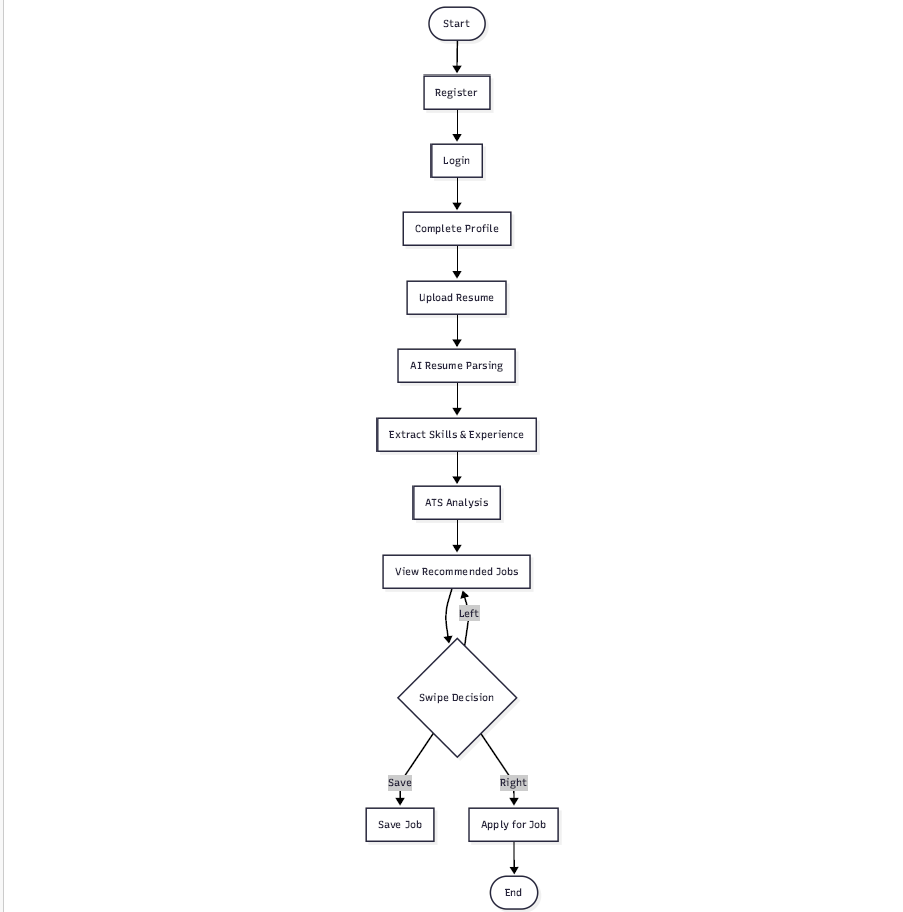 Start
Register
Login
Complete Profile
Upload Resume
AI Resume Parsing
Extract Skills & Experience
ATS Analysis
View Recommended Jobs
Left
Swipe Decision
Save
Right
Save Job
Apply for Job
End